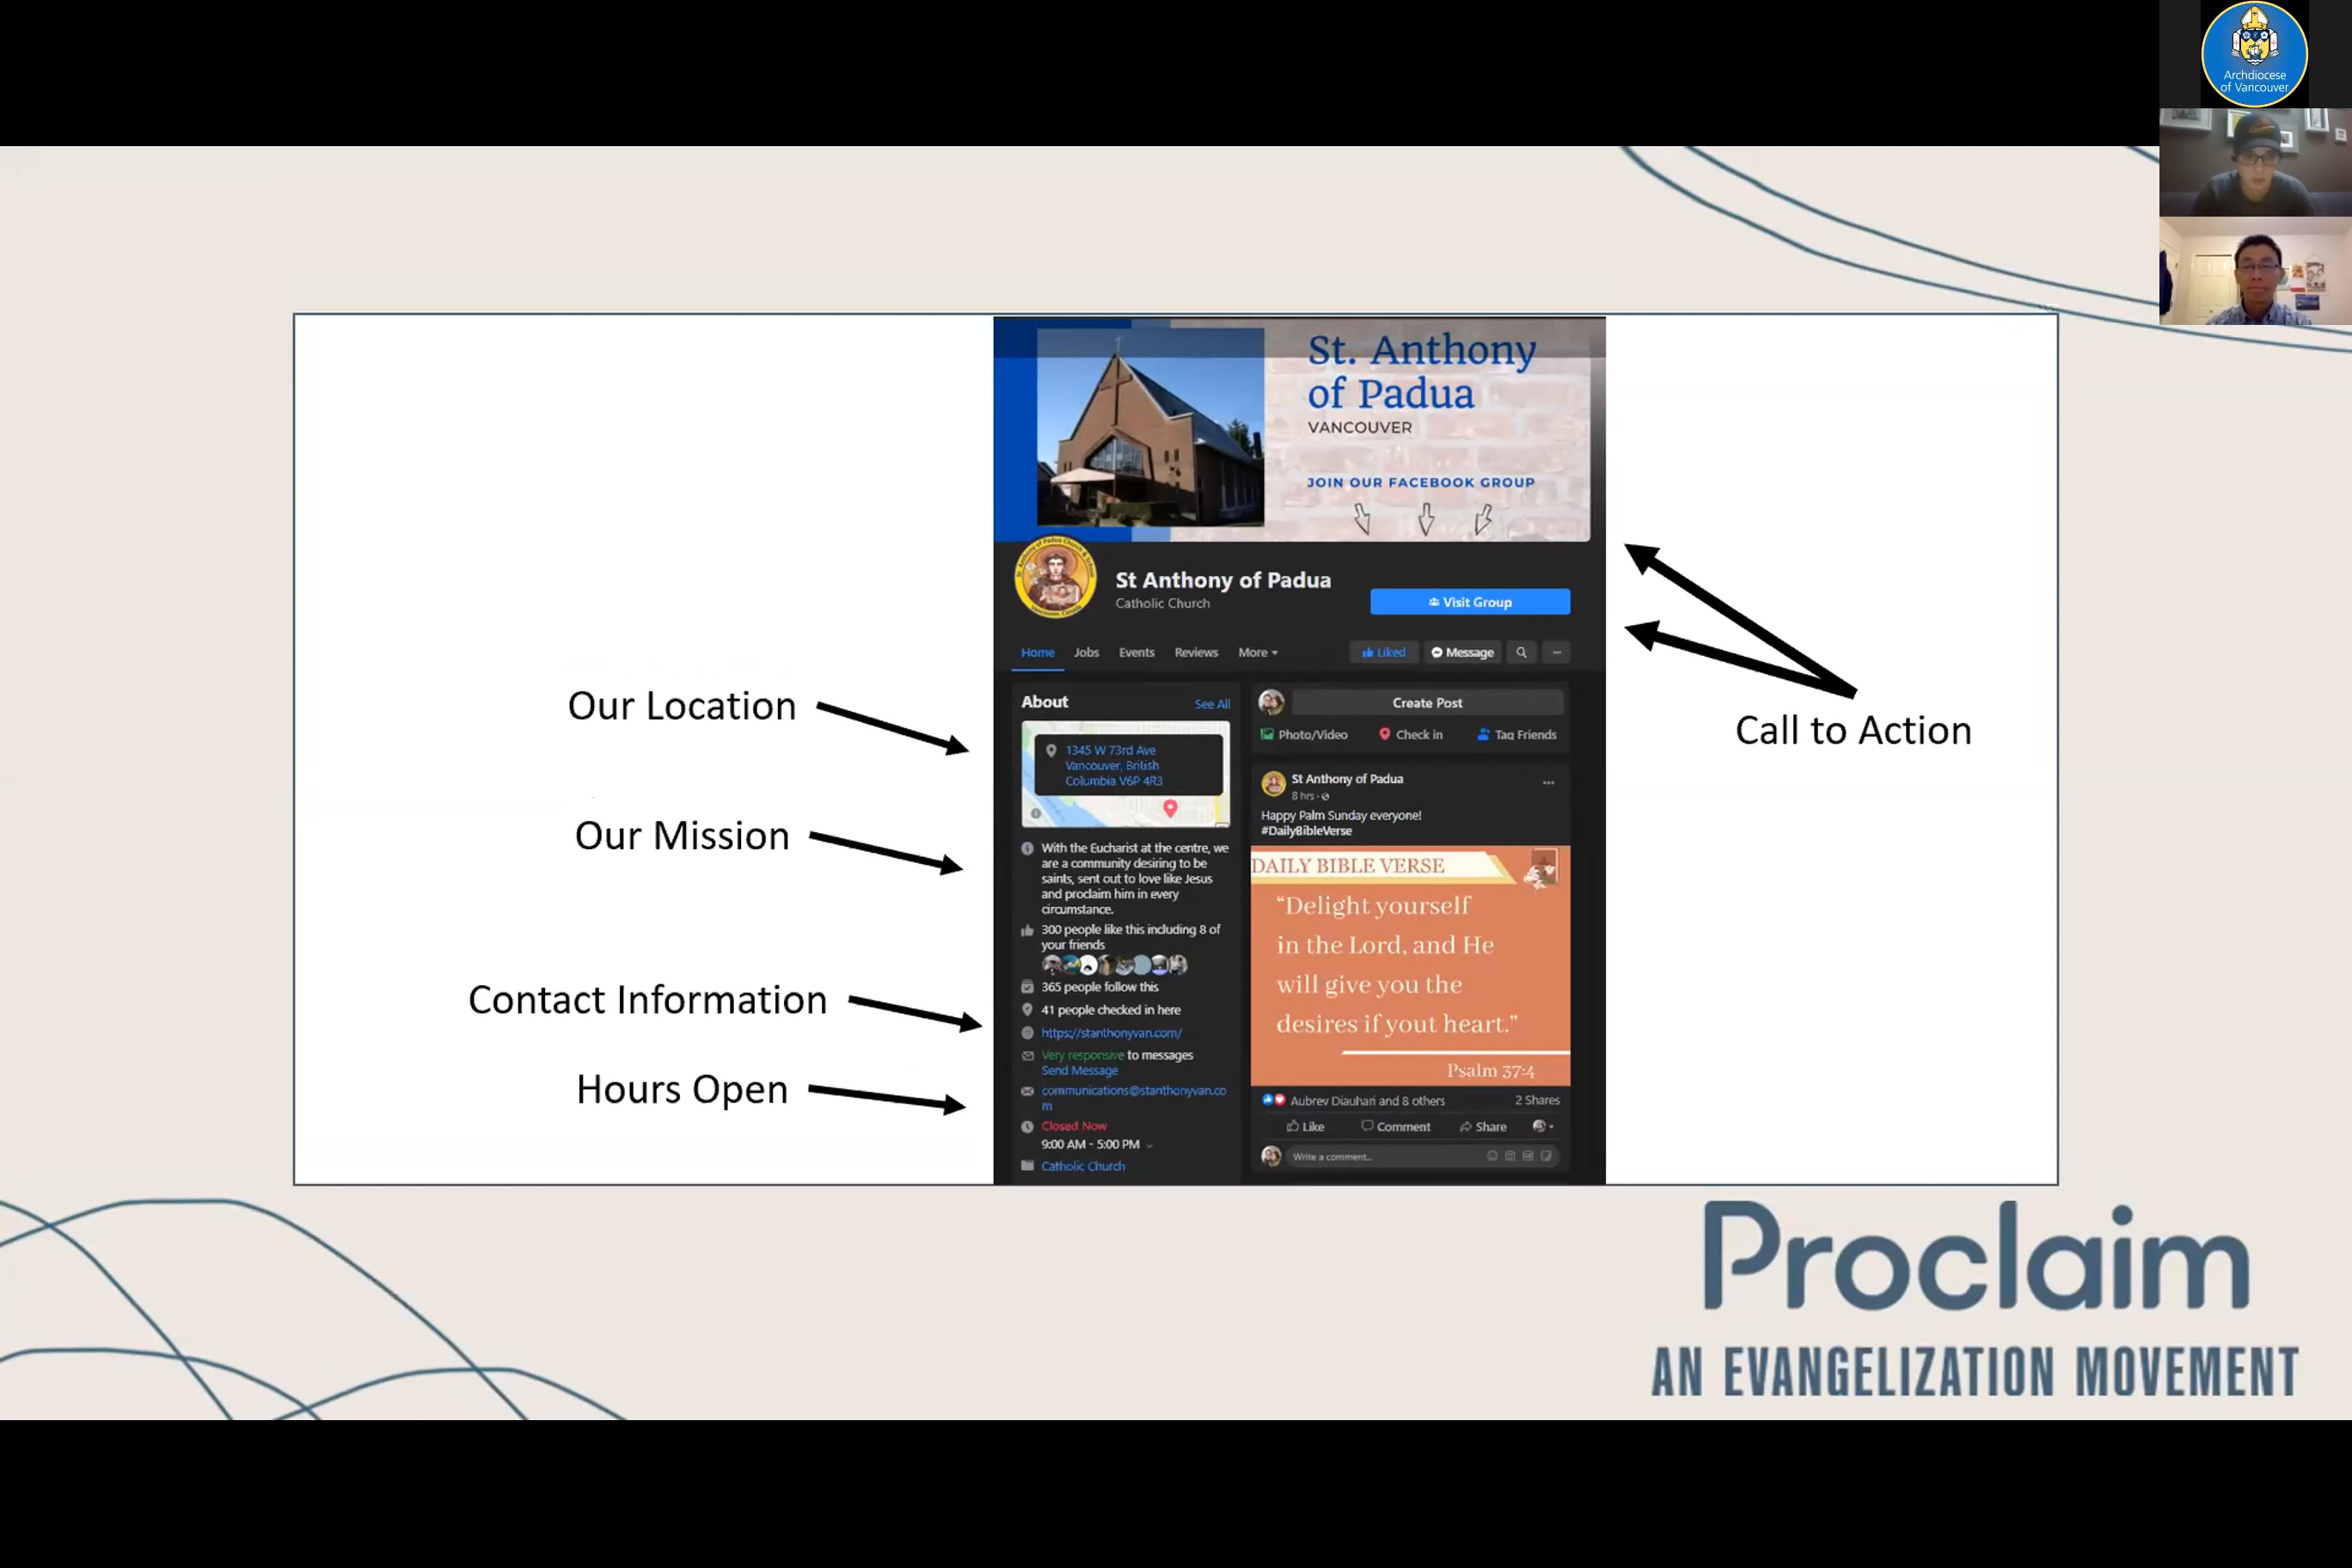 Archdiocese
of Vancouver
St. Anthony
of Padua
VANCOUVER
JOIN OUR FACEBOOK GROUP
St Anthony of Padua
Catholic Church
Visit Group
Home Jobs Events Reviews More
Liked Message
Our Location
Our Mission
Contact Information
Hours Open
Call to Action
About See All
1345 W 73rd Ave
Vancouver, British
Columbia V6P 4R3
With the Eucharist at the centre, we
are a community desiring to be
saints, sent out to love like Jesus
and proclaim him in every
circumstance.
300 people like this including 8 of
your friends
365 people follow this
41 people checked in here
https://stanthonyvan.com/
Very responsive to messages
Send Message
communications@stanthonyvan.co
m
Closed Now
9:00 AM - 5:00 PM
Catholic Church
Create Post
Photo/Video Check in Tag Friends
St Anthony of Padua
8 hrs
Happy Palm Sunday everyone!
#DailyBibleVerse
DAILY BIBLE VERSE
“Delight yourself
in the Lord, and He
will give you the
desires if yout heart.”
Psalm 37:4
Aubrey Diauhari and 8 others 2 Shares
Like Comment Share
Write a comment...
Proclaim
AN EVANGELIZATION MOVEMENT